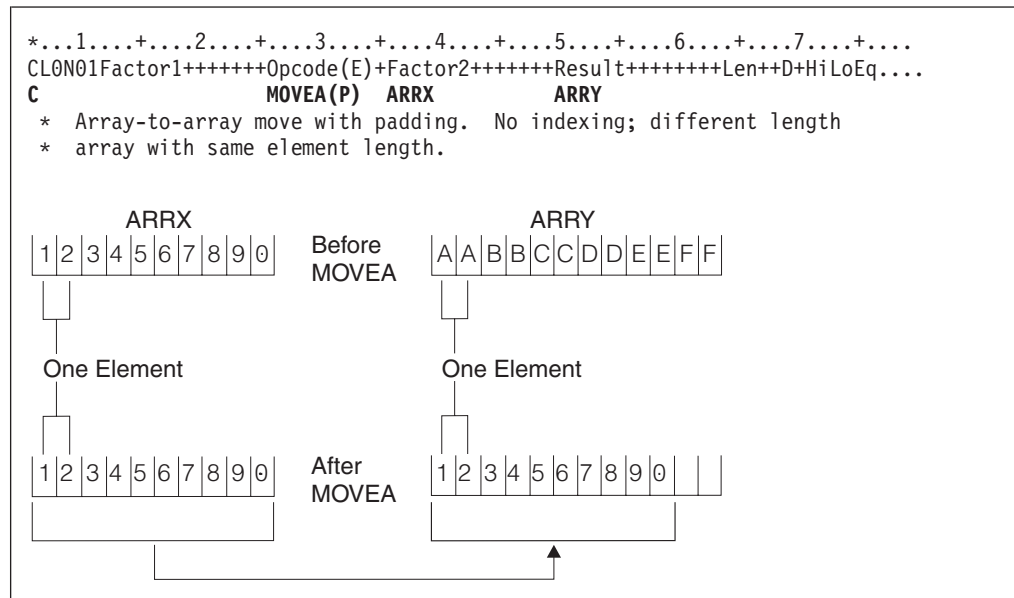 *...1....+....2....+....3....+....4....+....5....+....6....+....7....+....
CL0N01Factor1+++++++Opcode(E)+Factor2+++++++Result++++++++Len++D+HiLoEq....
C                    MOVEA(P)  ARRX          ARRY
 *  Array-to-array move with padding.  No indexing; different length
 *  array with same element length.
ARRX ARRY
1 2 3 4 5 6 7 8 9 0 Before A A B B C C D D E E F F
MOVEA
One Element One Element
1 2 3 4 5 6 7 8 9 0 After 1 2 3 4 5 6 7 8 9 0
MOVEA